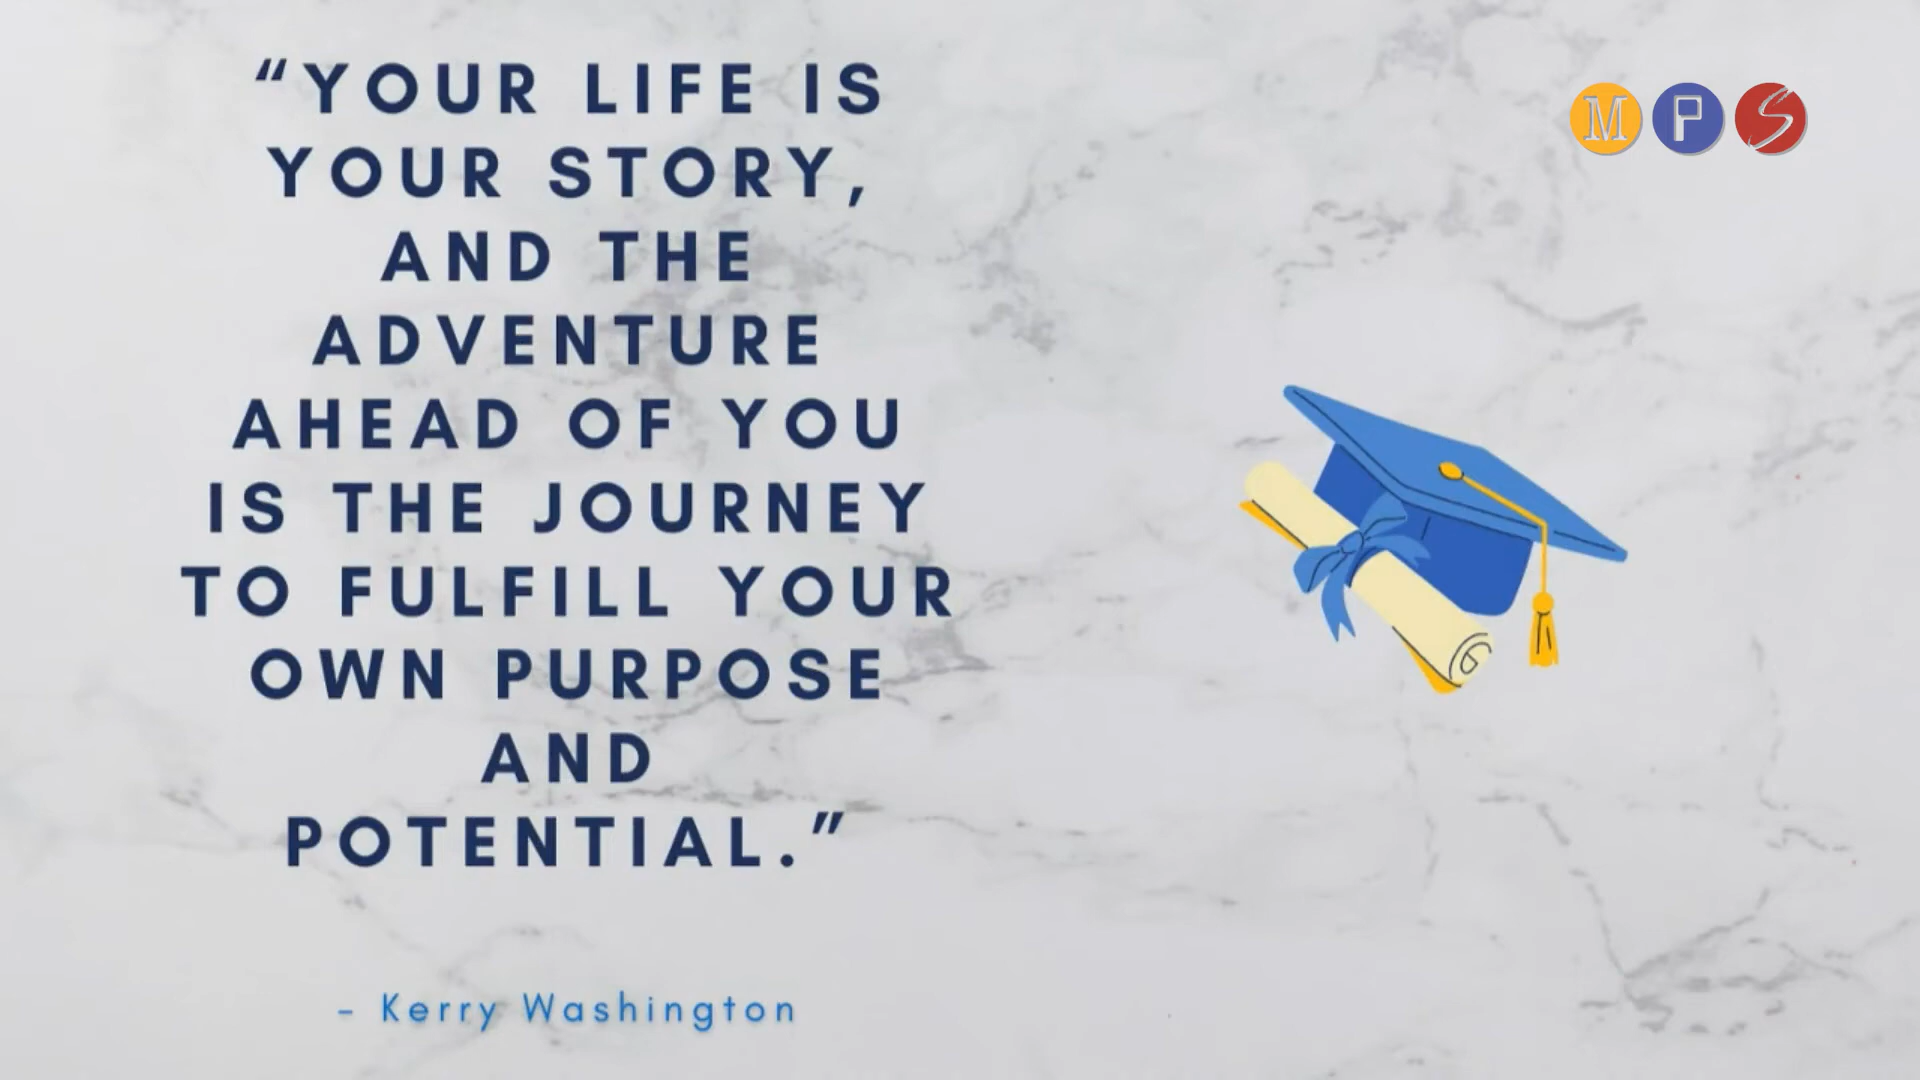 “YOUR LIFE IS
YOUR STORY,
AND THE
ADVENTURE
AHEAD OF YOU
IS THE JOURNEY
TO FULFILL YOUR
OWN PURPOSE
AND
POTENTIAL.”
- Kerry Washington
M P S